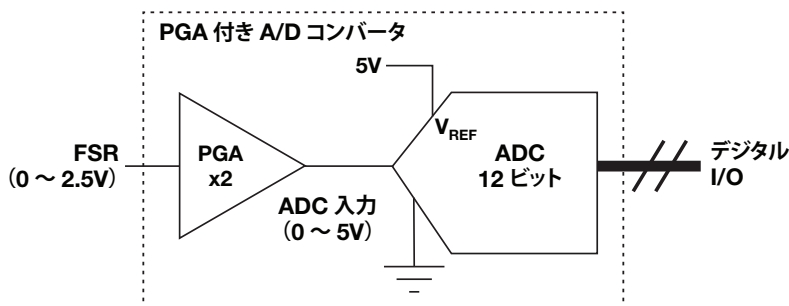 PGA 付き A/D コンバータ
5V
VREF
FSR
（0 ～ 2.5V）
PGA
x2
ADC 入力
（0 ～ 5V）
ADC
12 ビット
デジタル
I/O